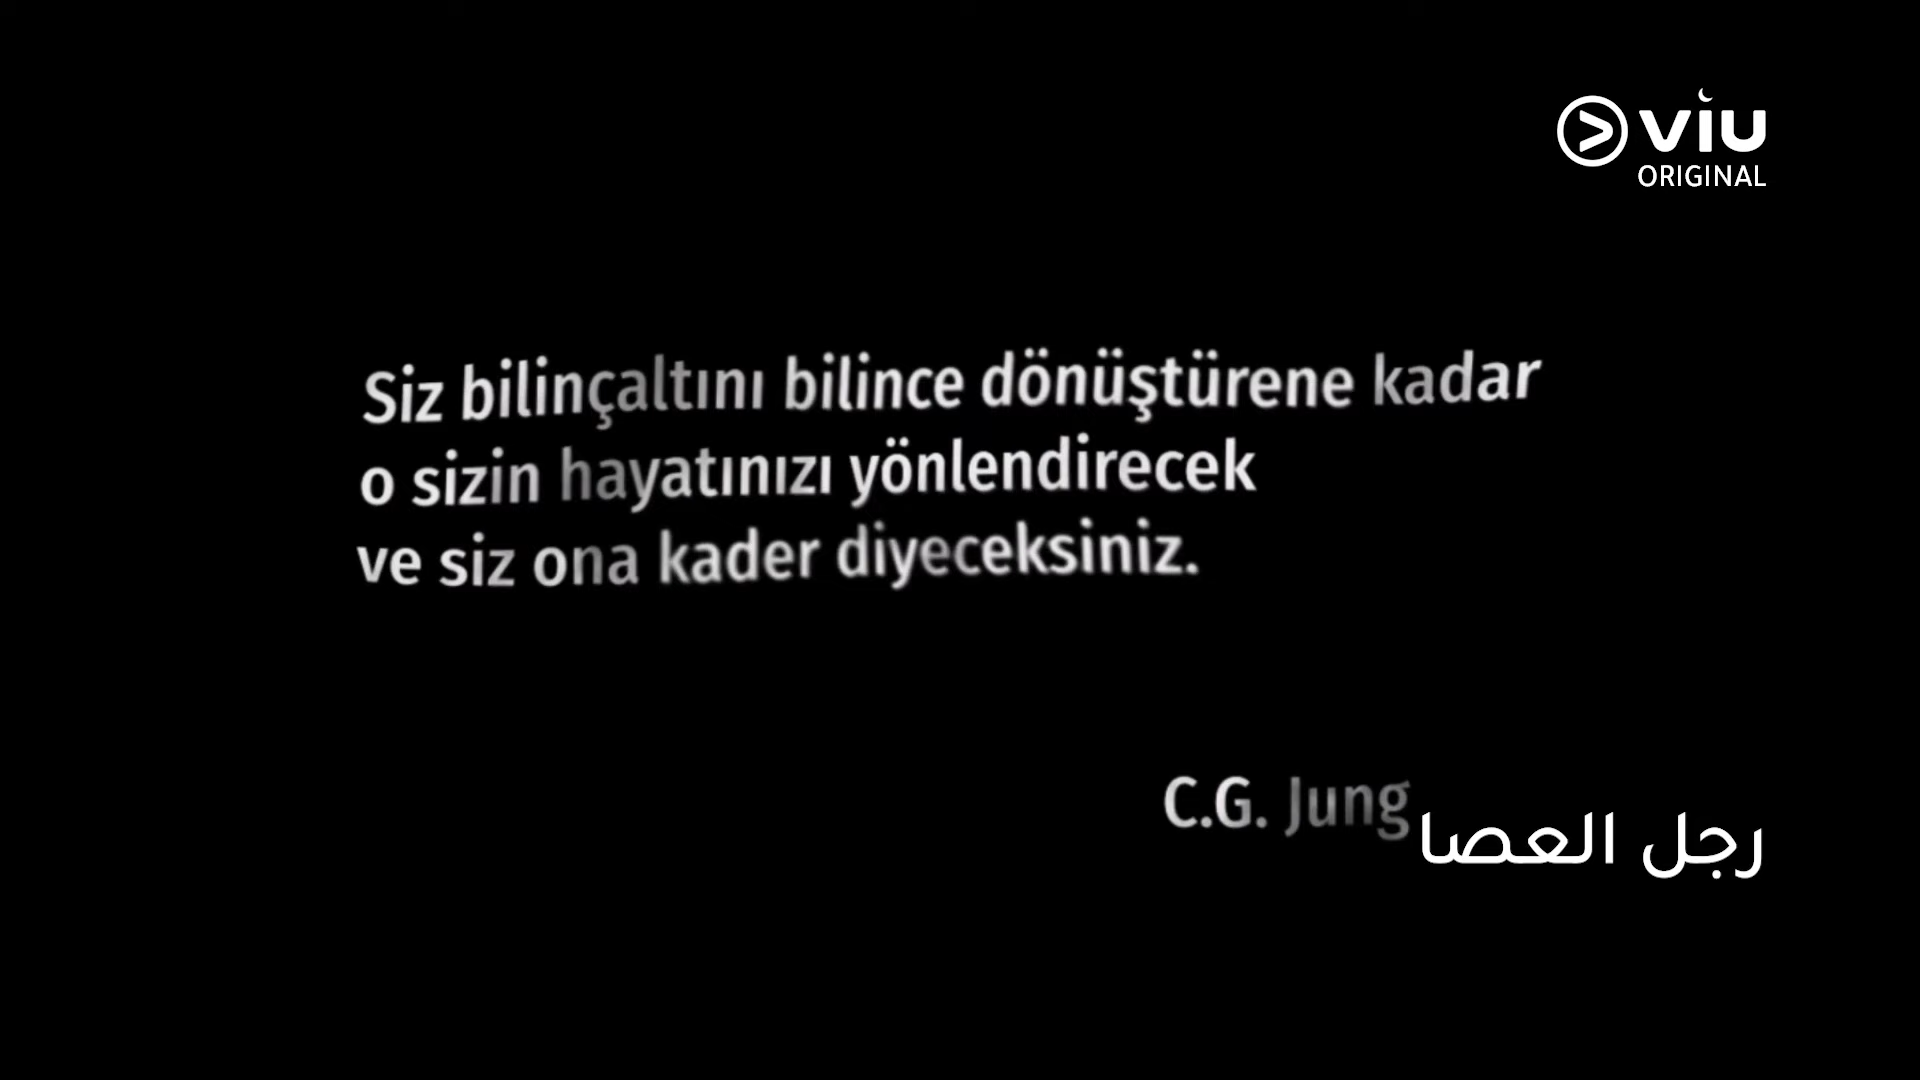 viu
ORIGINAL
Siz bilinçaltını bilince dönüştürene kadar
o sizin hayatınızı yönlendirecek
ve siz ona kader diyeceksiniz.
C.G. Jung
رجل العصا